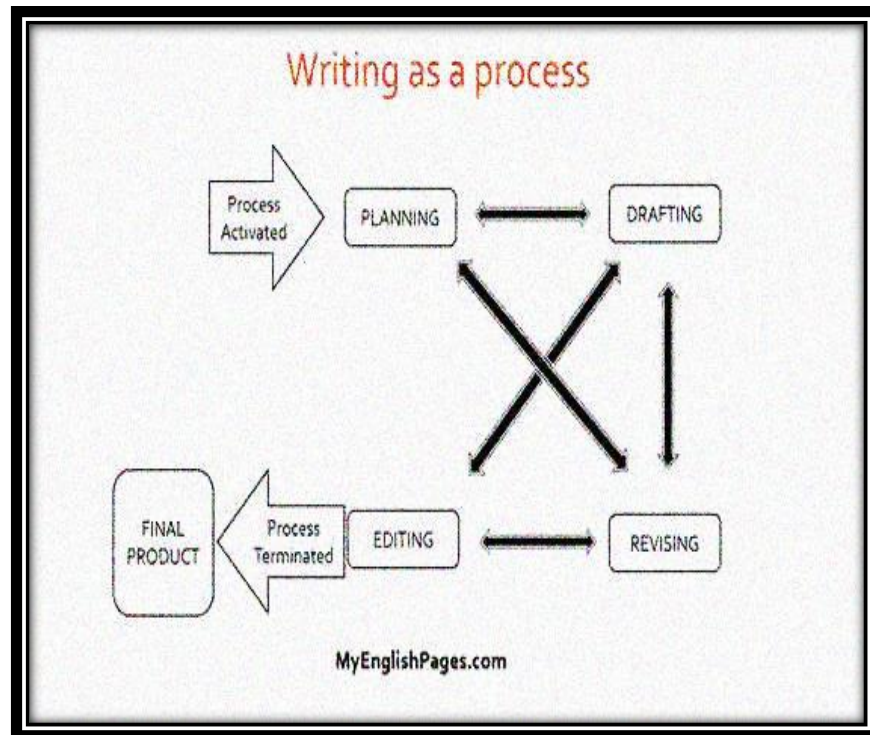 Writing as a process
Process
Activated
PLANNING
DRAFTING
FINAL
PRODUCT
Process
Terminated
EDITING
REVISING
MyEnglishPages.com